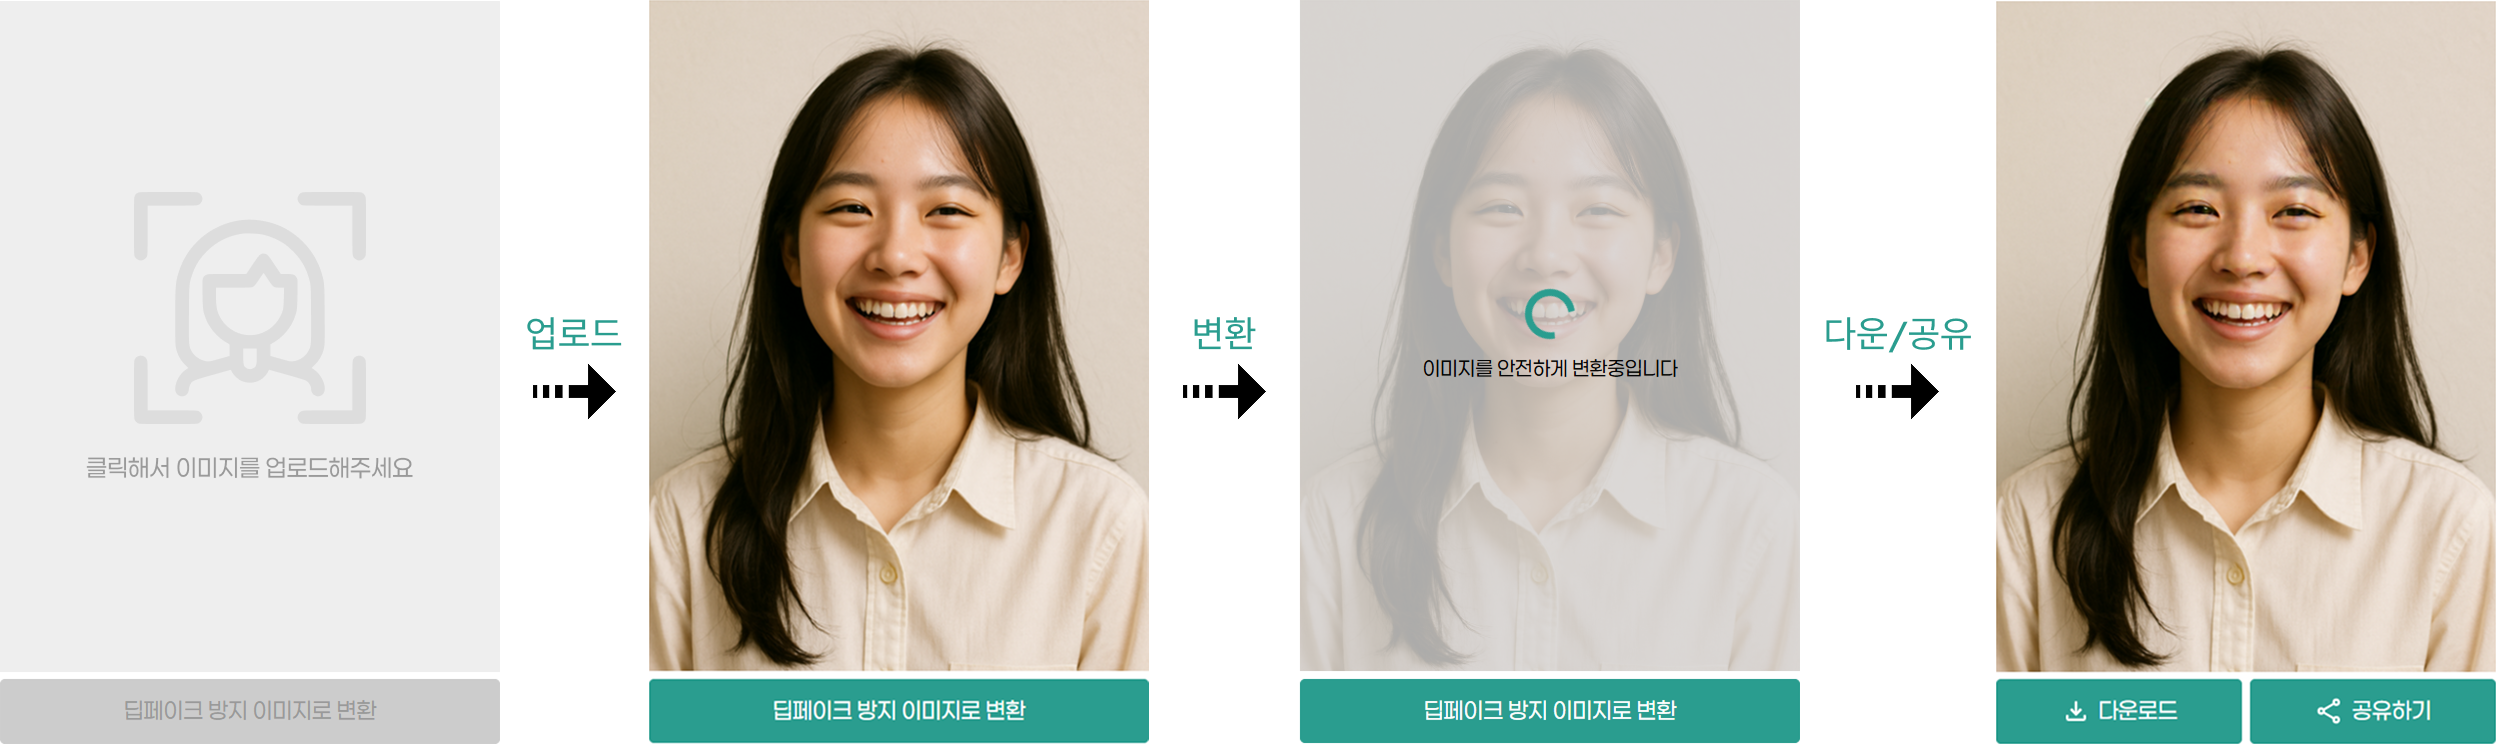 클릭해서 이미지를 업로드해주세요
딥페이크 방지 이미지로 변환
업로드
딥페이크 방지 이미지로 변환
변환
이미지를 안전하게 변환중입니다
딥페이크 방지 이미지로 변환
다운/공유
다운로드
공유하기